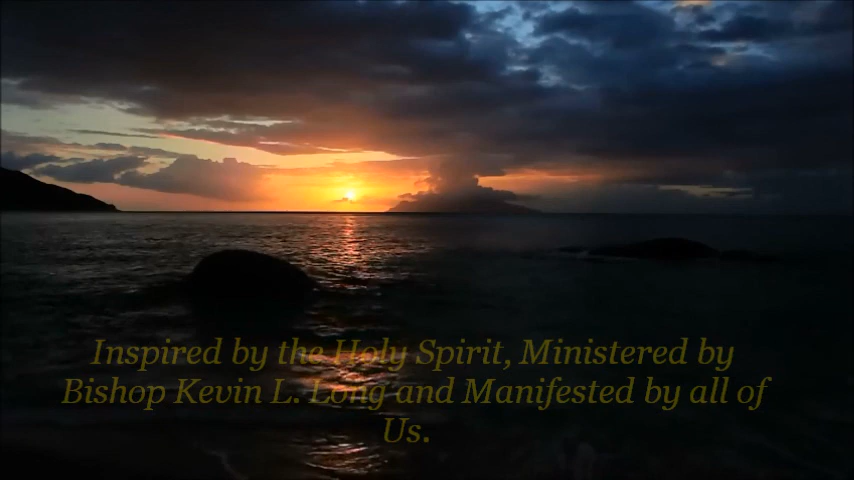 Inspired by the Holy Spirit, Ministered by
Bishop Kevin L. Long and Manifested by all of
Us.